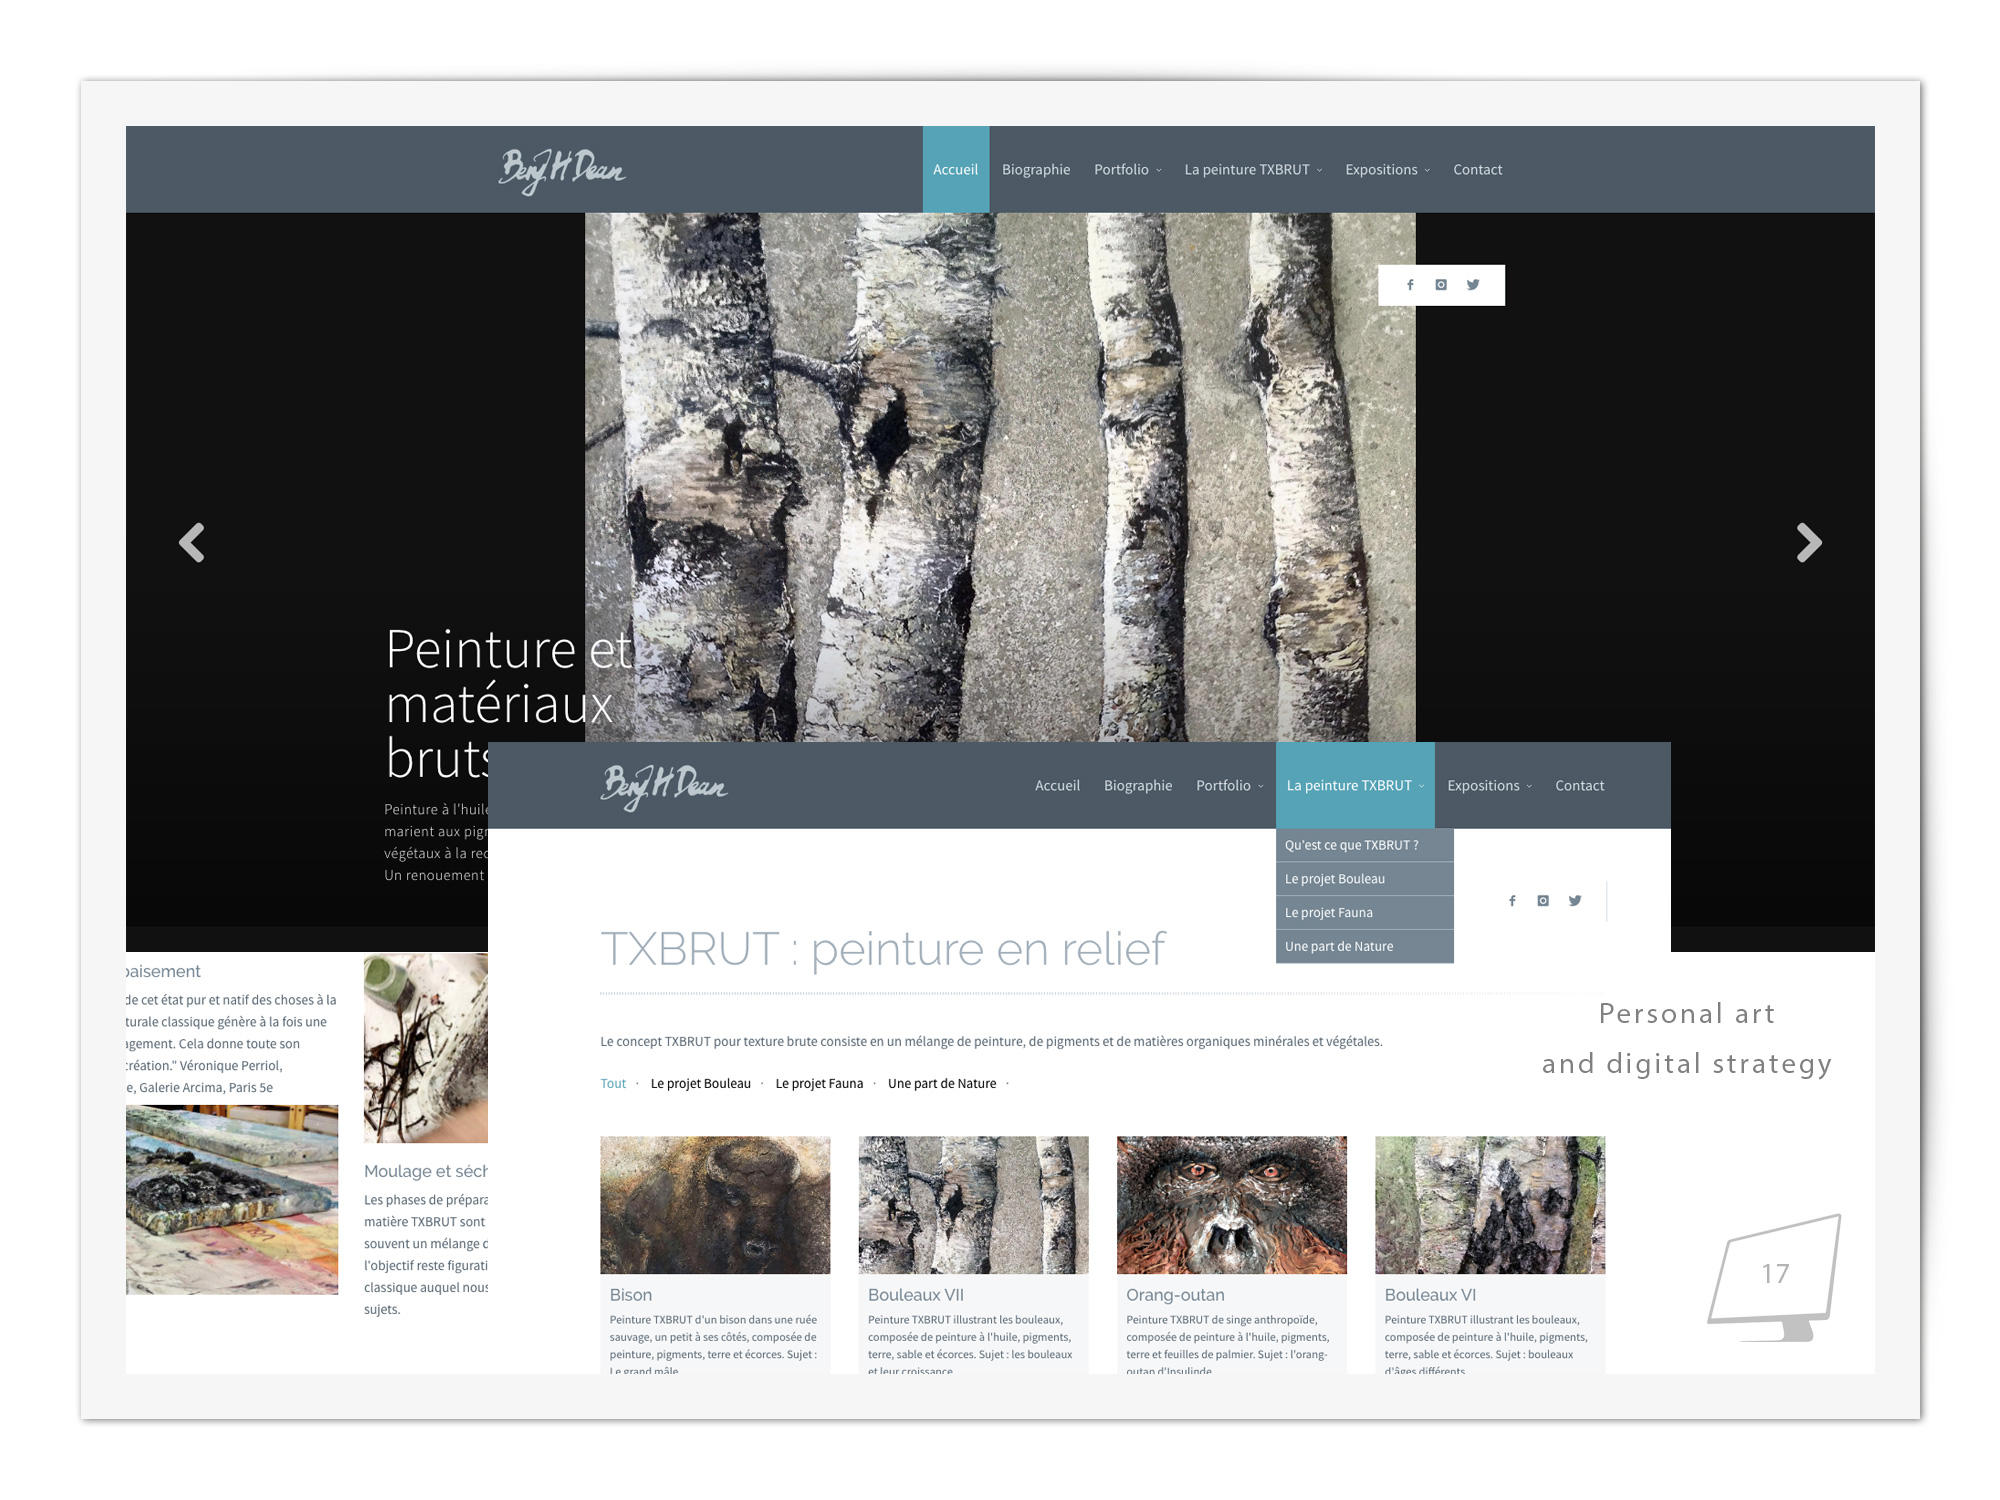 Benj H Dean
Accueil Biographie Portfolio La peinture TXBRUT Expositions Contact
Peinture et
matériaux
bruts
Peinture à l'huile
marient aux
végétaux à la
Un renouement
Benj H Dean
Accueil Biographie Portfolio La peinture TXBRUT Expositions Contact
Qu'est ce que TXBRUT ?
Le projet Bouleau
Le projet Fauna
Une part de Nature
TXBRUT : peinture en relief
Le concept TXBRUT pour texture brute consiste en un mélange de peinture, de pigments et de matières organiques minérales et végétales.
Tout · Le projet Bouleau · Le projet Fauna · Une part de Nature ·
Bison
Peinture TXBRUT d'un bison dans une ruée
sauvage, un petit à ses côtés, composée de
peinture, pigments, terre et écorces. Sujet :
Le grand mâle
Bouleaux VII
Peinture TXBRUT illustrant les bouleaux,
composée de peinture à l'huile, pigments,
terre, sable et écorces. Sujet : les bouleaux
et leur croissance
Orang-outan
Peinture TXBRUT de singe anthropoïde,
composée de peinture à l'huile, pigments,
terre et feuilles de palmier. Sujet : l'orang-
outan d'Insulinde
Bouleaux VI
Peinture TXBRUT illustrant les bouleaux,
composée de peinture à l'huile, pigments,
terre, sable et écorces. Sujet : bouleaux
d'âges différents
paisement
de cet état pur et natif des choses à la
turale classique génère à la fois une
agement. Cela donne toute son
création." Véronique Perriol,
e, Galerie Arcima, Paris 5e
Moulage et séch
Les phases de prépara
matière TXBRUT sont
souvent un mélange d
l'objectif reste figurati
classique auquel nous
sujets.
Personal art
and digital strategy
17